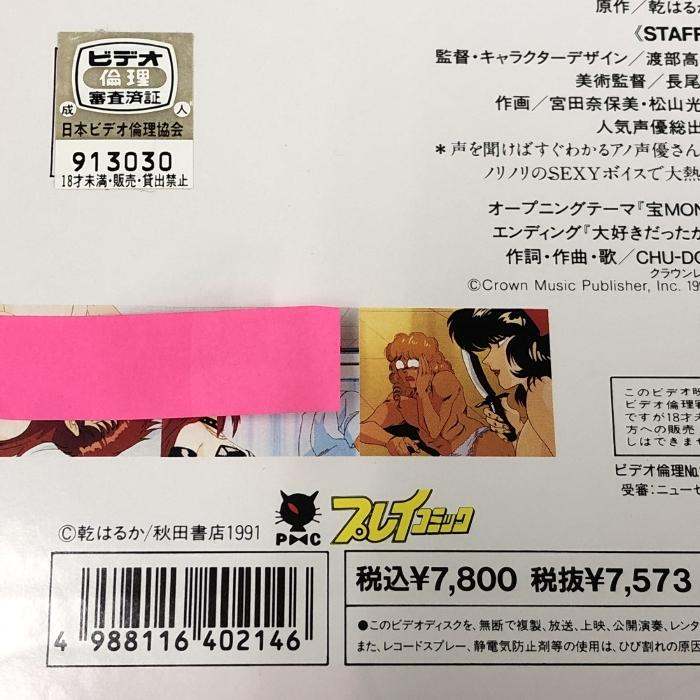 原作/乾はるか
《STAFF
監督・キャラクターデザイン/渡部高
美術監督/長尾
作画/宮田奈保美・松山光
人気声優総出
*声を聞けばすぐわかるアノ声優さん
ノリノリのSEXYボイスで大熱
オープニングテーマ『宝MON
エンディング『大好きだったか
作詞・作曲・歌/CHU-DO
クラウンレ
©Crown Music Publisher, Inc. 199
ビデオ
倫理
審査済証
成人
日本ビデオ倫理協会
913030
18才未満・販売・貸出禁止
このビデオ映
ビデオ倫理審
ですが18才未
方への販売
しはできませ
ビデオ倫理No
受審:ニューセ
©乾はるか/秋田書店1991
PMC
プレイコミック
4 988116 402146
税込¥7,800 税抜¥7,573
●このビデオディスクを、無断で複製、放送、上映、公開演奏、レンタ
また、レコードスプレー、静電気防止剤等の使用は、ひび割れの原因